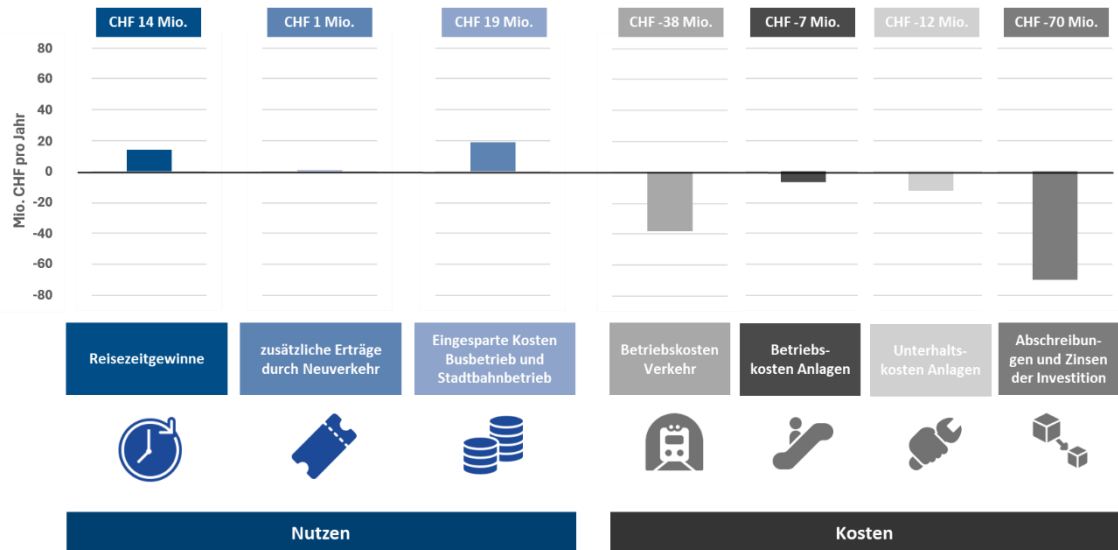 CHF 14 Mio.
CHF 1 Mio.
CHF 19 Mio.
CHF -38 Mio.
CHF -7 Mio.
CHF -12 Mio.
CHF -70 Mio.
Mio. CHF pro Jahr
80
60
40
20
0
-20
-40
-60
-80
Reisezeitgewinne
zusätzliche Erträge
durch Neuverkehr
Eingesparte Kosten
Busbetrieb und
Stadtbahnbetrieb
Betriebskosten
Verkehr
Betriebs-
kosten Anlagen
Unterhalts-
kosten Anlagen
Abschreibun-
gen und Zinsen
der Investition
Nutzen
Kosten